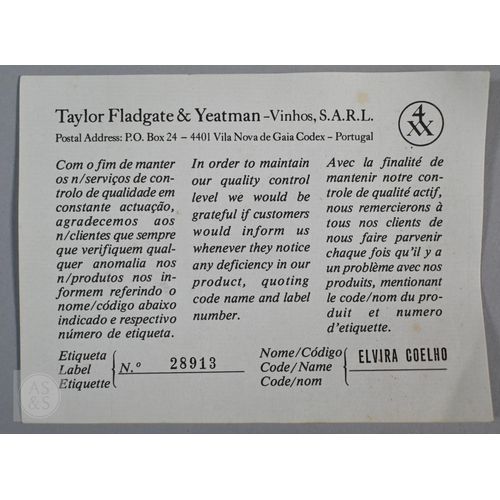 Taylor Fladgate & Yeatman –Vinhos, S.A.R.L.
Postal Address: P.O. Box 24 – 4401 Vila Nova de Gaia Codex – Portugal
4
XX
Com o fim de manter
os n/serviços de con-
trolo de qualidade em
constante actuação,
agradecemos aos
n/clientes que sempre
que verifiquem qual-
quer anomalia nos
n/produtos nos in-
formem referindo o
nome/código abaixo
indicado e respectivo
número de etiqueta.
In order to maintain
our quality control
level we would be
grateful if customers
would inform us
whenever they notice
any deficiency in our
product, quoting
code name and label
number.
Avec la finalité de
mantenir notre con-
trole de qualité actif,
nous remercierons à
tous nos clients de
nous faire parvenir
chaque fois qu'il y a
un problème avec nos
produits, mentionant
le code/nom du pro-
duit et numero
d'etiquette.
Etiqueta
Label
Etiquette
N.º 28913
Nome/Código
Code/Name
Code/nom
ELVIRA COELHO
AS
&S